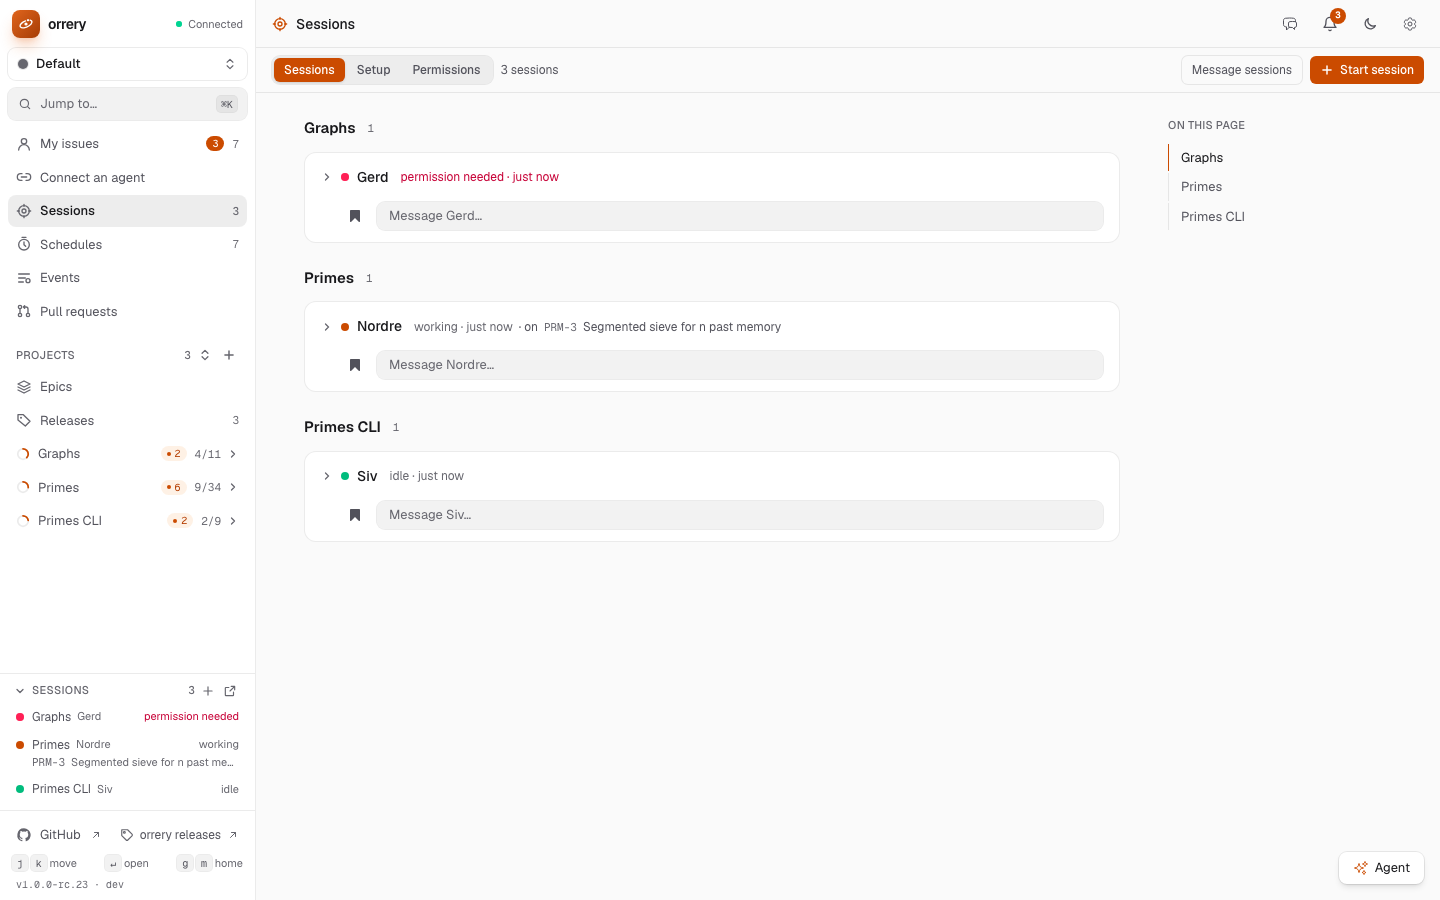 orrery
Connected
Default
Jump to…
⌘K
My issues 3 7
Connect an agent
Sessions 3
Schedules 7
Events
Pull requests
PROJECTS 3
Epics
Releases 3
Graphs 2 4/11
Primes 6 9/34
Primes CLI 2 2/9
SESSIONS 3
Graphs Gerd permission needed
Primes Nordre working
PRM-3 Segmented sieve for n past me…
Primes CLI Siv idle
GitHub orrery releases
j k move ↵ open g m home
v1.0.0-rc.23 · dev
Sessions
3
Sessions Setup Permissions 3 sessions
Message sessions
Start session
Graphs 1
Gerd permission needed · just now
Message Gerd…
Primes 1
Nordre working · just now · on PRM-3 Segmented sieve for n past memory
Message Nordre…
Primes CLI 1
Siv idle · just now
Message Siv…
ON THIS PAGE
Graphs
Primes
Primes CLI
Agent